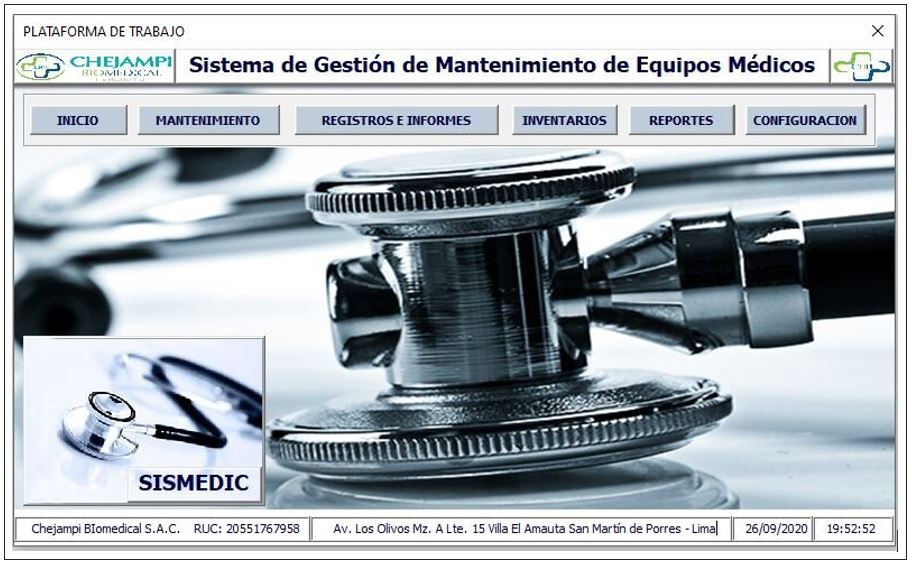 PLATAFORMA DE TRABAJO
CHEJAMPI
BIOMEDICAL
Sistema de Gestión de Mantenimiento de Equipos Médicos
INICIO
MANTENIMIENTO
REGISTROS E INFORMES
INVENTARIOS
REPORTES
CONFIGURACION
SISMEDIC
Chejampi BIomedical S.A.C. RUC: 20551767958
Av. Los Olivos Mz. A Lte. 15 Villa El Amauta San Martín de Porres - Lima
26/09/2020
19:52:52